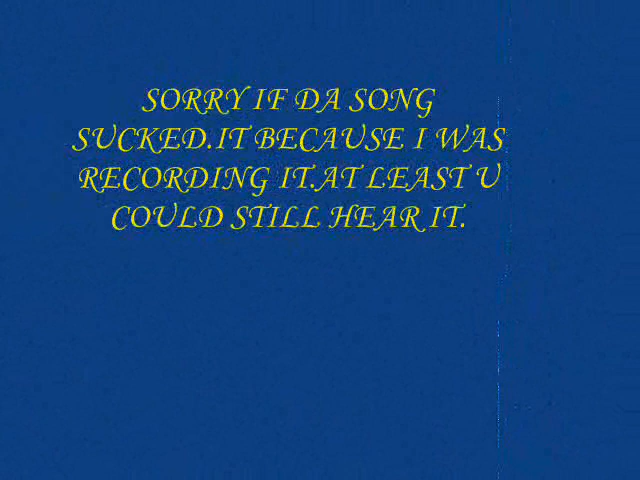 SORRY IF DA SONG
SUCKED.IT BECAUSE I WAS
RECORDING IT.AT LEAST U
COULD STILL HEAR IT.